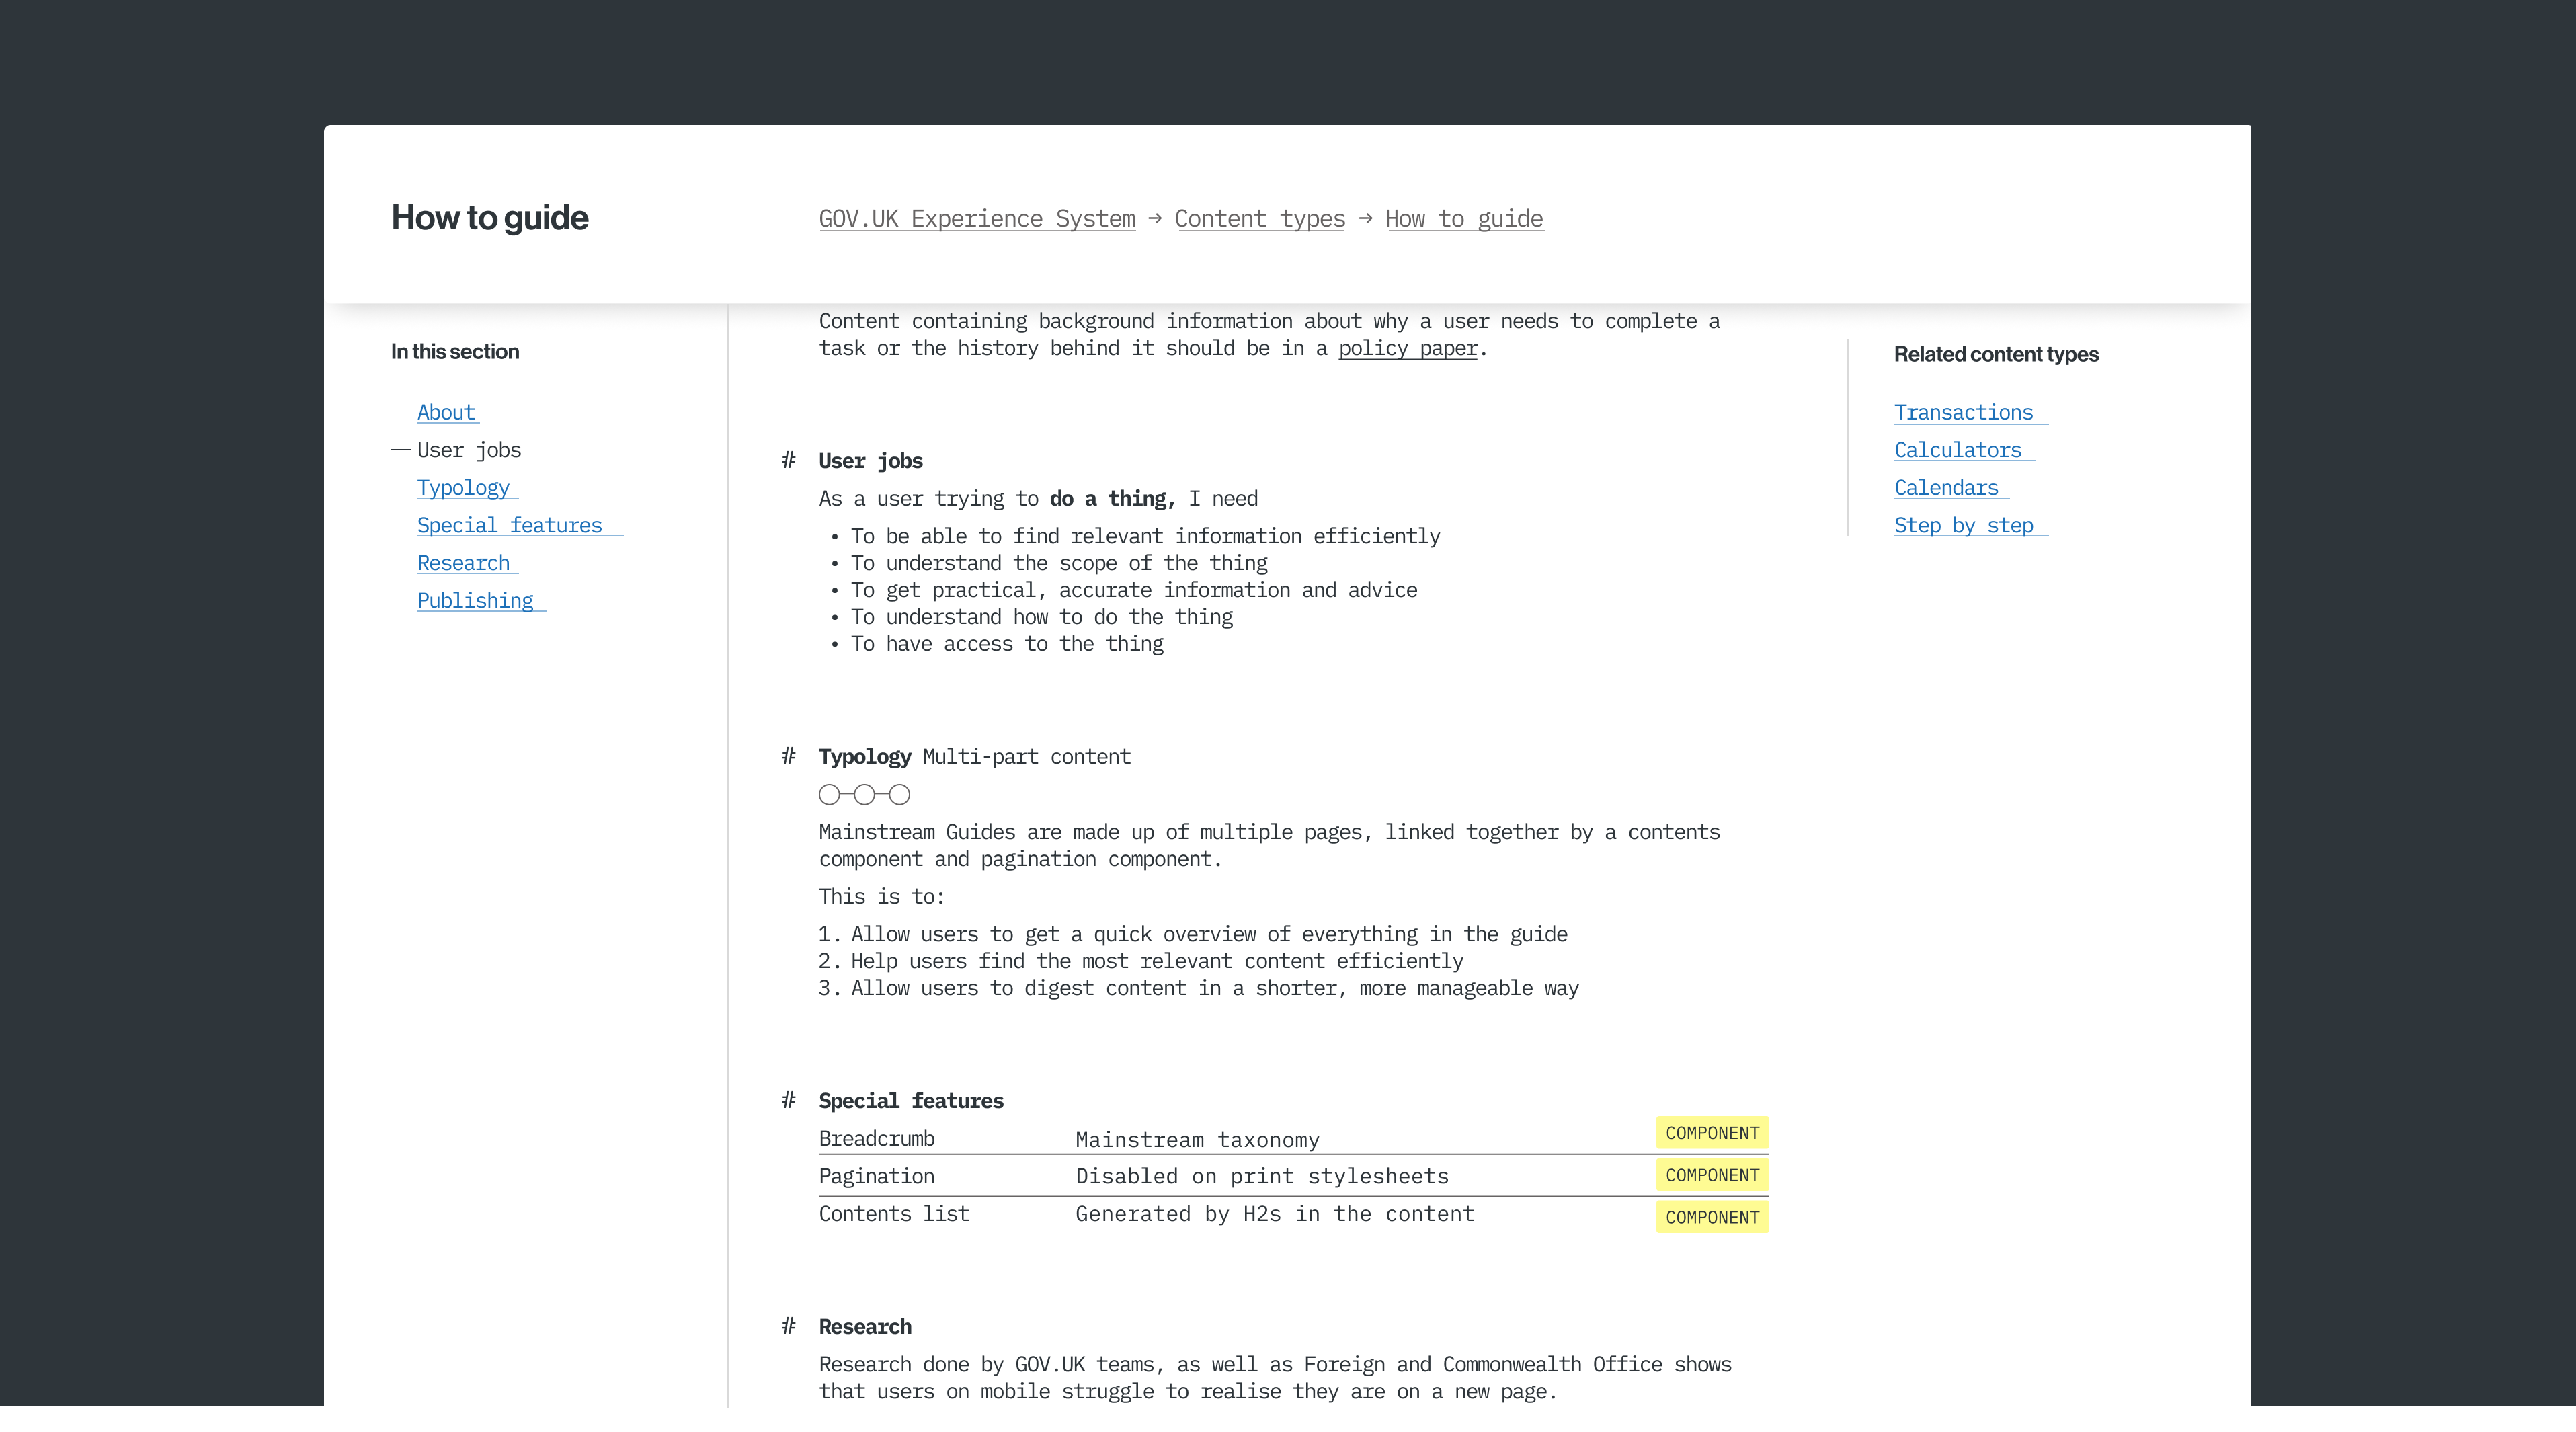 How to guide
GOV.UK Experience System → Content types → How to guide
In this section
About
— User jobs
Typology
Special features
Research
Publishing
Content containing background information about why a user needs to complete a
task or the history behind it should be in a policy paper.
# User jobs
As a user trying to do a thing, I need
• To be able to find relevant information efficiently
• To understand the scope of the thing
• To get practical, accurate information and advice
• To understand how to do the thing
• To have access to the thing
# Typology Multi-part content
Mainstream Guides are made up of multiple pages, linked together by a contents
component and pagination component.
This is to:
1. Allow users to get a quick overview of everything in the guide
2. Help users find the most relevant content efficiently
3. Allow users to digest content in a shorter, more manageable way
# Special features
Breadcrumb Mainstream taxonomy COMPONENT
Pagination Disabled on print stylesheets COMPONENT
Contents list Generated by H2s in the content COMPONENT
# Research
Research done by GOV.UK teams, as well as Foreign and Commonwealth Office shows
that users on mobile struggle to realise they are on a new page.
Related content types
Transactions
Calculators
Calendars
Step by step